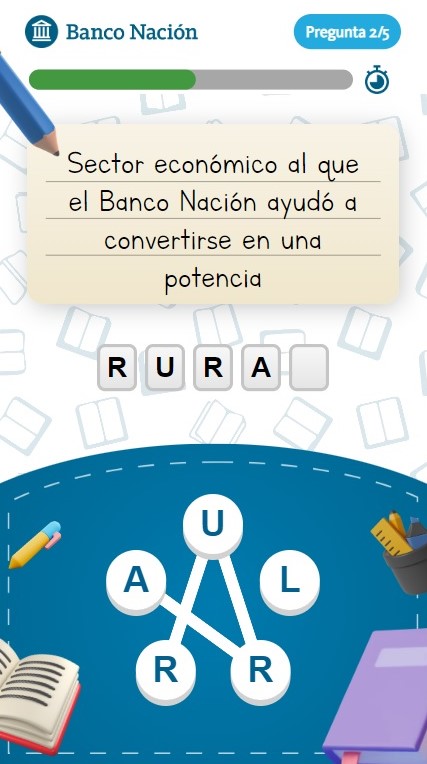 Banco Nación
Pregunta 2/5
Sector económico al que
el Banco Nación ayudó a
convertirse en una
potencia
R U R A
U
A L
R R